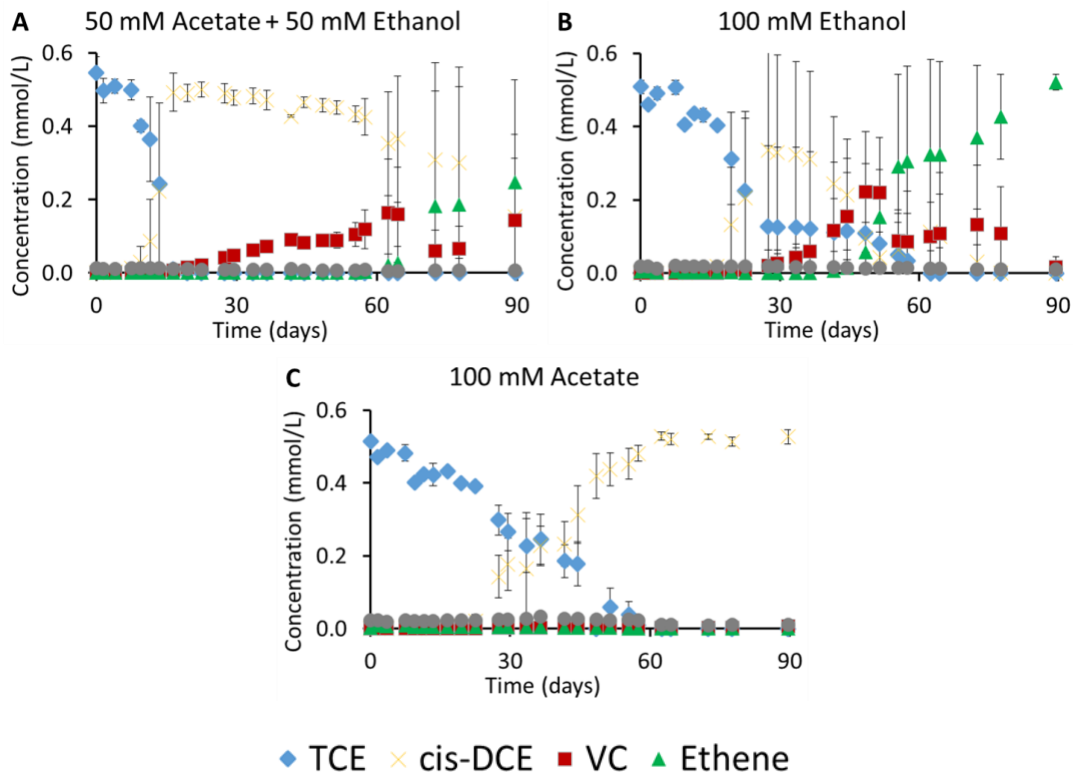 A 50 mM Acetate + 50 mM Ethanol
Concentration (mmol/L)
0.6
0.4
0.2
0.0
0 30 60 90
Time (days)
B 100 mM Ethanol
Concentration (mmol/L)
0.6
0.4
0.2
0.0
0 30 60 90
Time (days)
C 100 mM Acetate
Concentration (mmol/L)
0.6
0.4
0.2
0.0
0 30 60 90
Time (days)
TCE cis-DCE VC Ethene